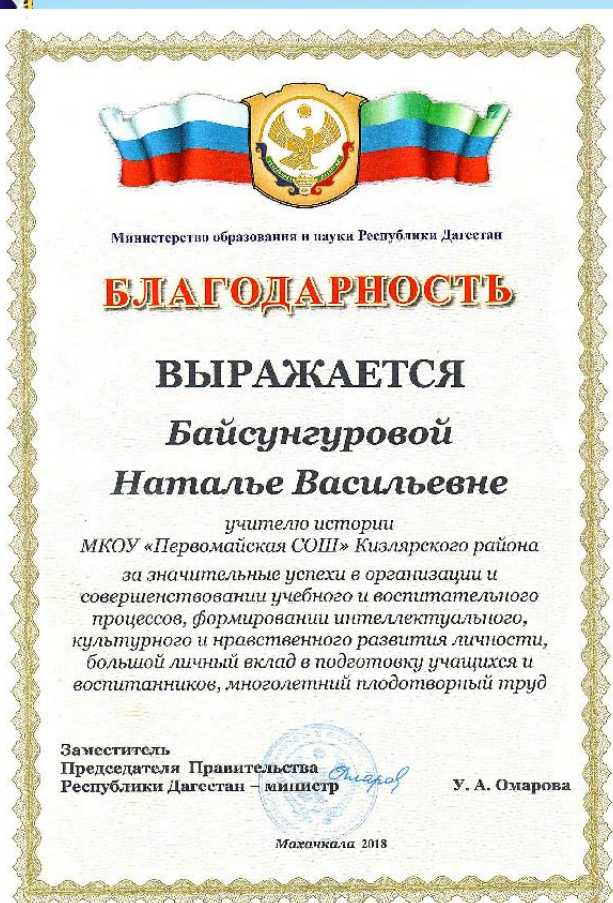 Министерство образования и науки Республики Дагестан
БЛАГОДАРНОСТЬ
ВЫРАЖАЕТСЯ
Байсунгуровой
Наталье Васильевне
учителю истории
МКОУ «Первомайская СОШ» Кизлярского района
за значительные успехи в организации и
совершенствовании учебного и воспитательного
процессов, формировании интеллектуального,
культурного и нравственного развития личности,
большой личный вклад в подготовку учащихся и
воспитанников, многолетний плодотворный труд
Заместитель
Председателя Правительства
Республики Дагестан – министр У. А. Омарова
Махачкала 2018